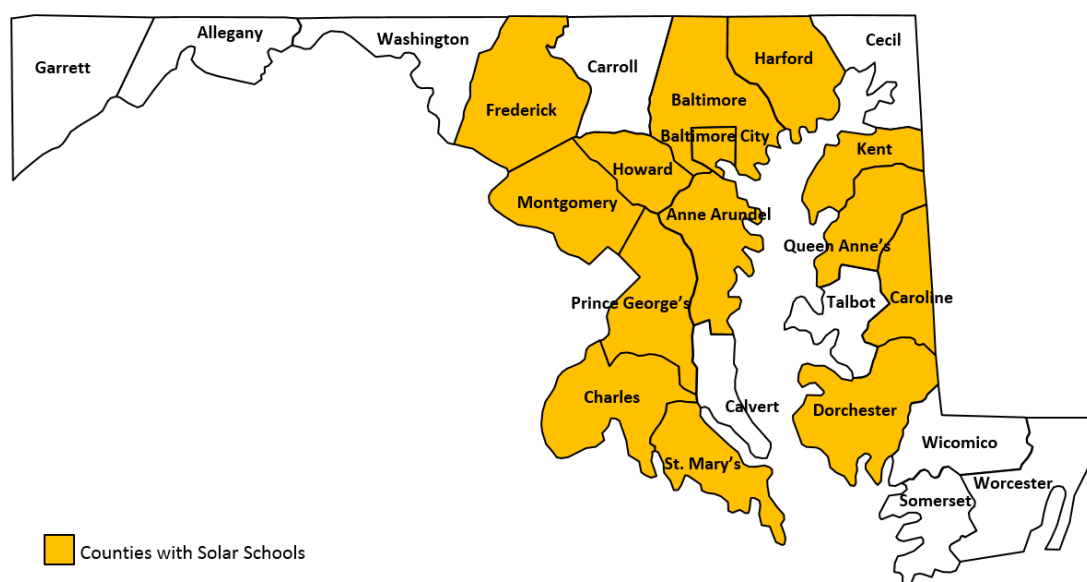 Garrett
Allegany
Washington
Frederick
Carroll
Baltimore
Harford
Cecil
Baltimore City
Howard
Kent
Montgomery
Anne Arundel
Queen Anne's
Prince George's
Talbot
Caroline
Charles
Calvert
Dorchester
St. Mary's
Wicomico
Somerset
Worcester
Counties with Solar Schools